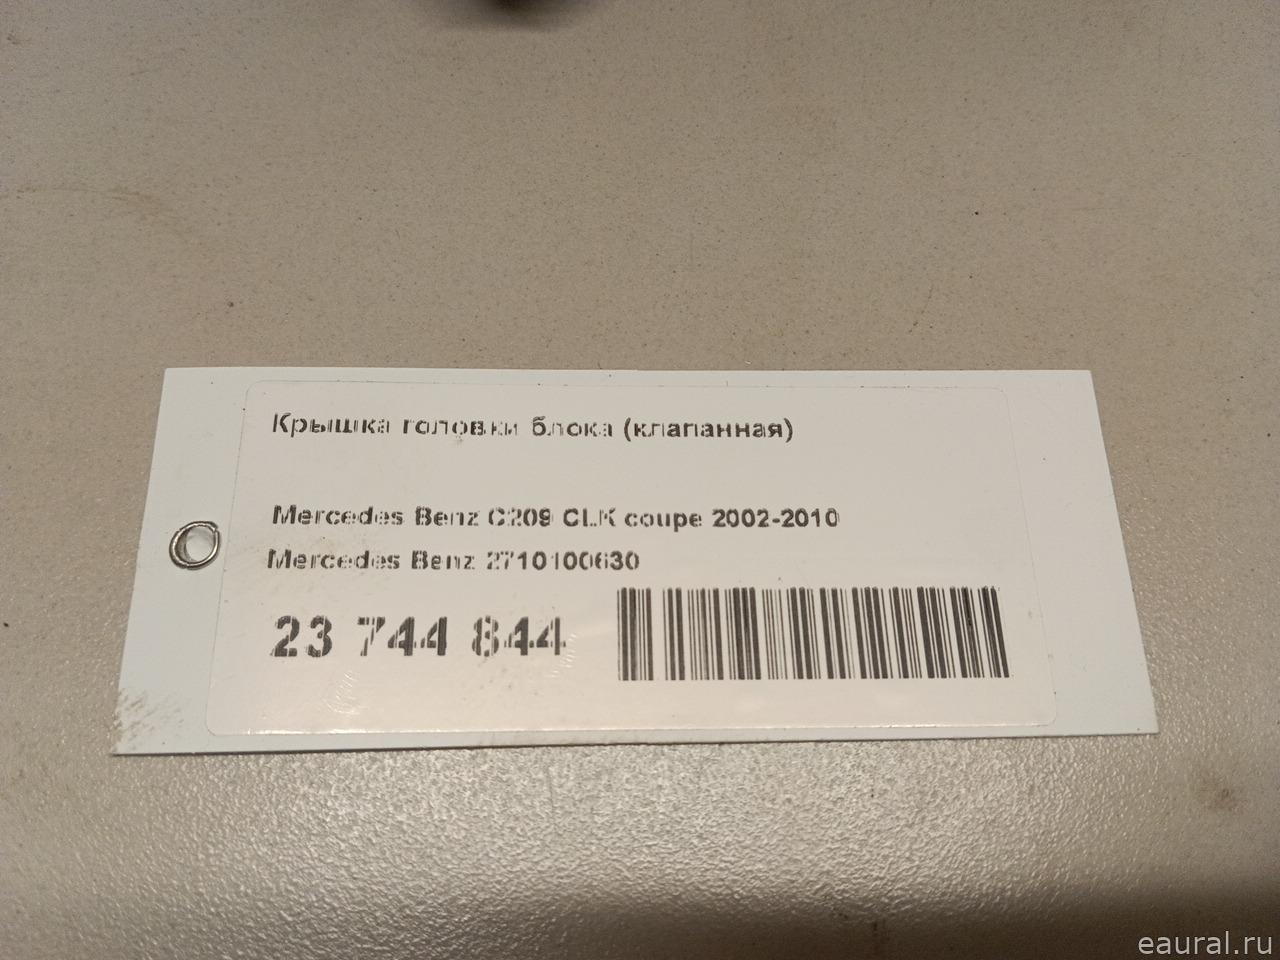 Крышка головки блока (клапанная)
Mercedes Benz C209 CLK coupe 2002-2010
Mercedes Benz 2710100630
23 744 844
eaural.ru